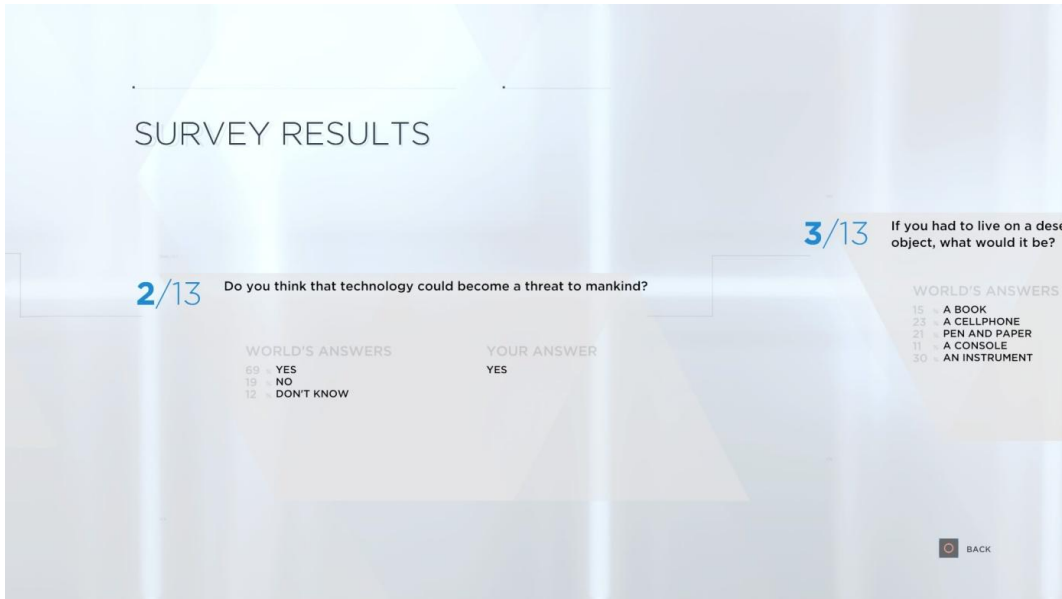 SURVEY RESULTS
2/13
Do you think that technology could become a threat to mankind?
WORLD'S ANSWERS
69 % YES
19 % NO
12 % DON'T KNOW
YOUR ANSWER
YES
3/13
If you had to live on a dese
object, what would it be?
WORLD'S ANSWERS
15 % A BOOK
23 % A CELLPHONE
21 % PEN AND PAPER
11 % A CONSOLE
30 % AN INSTRUMENT
BACK